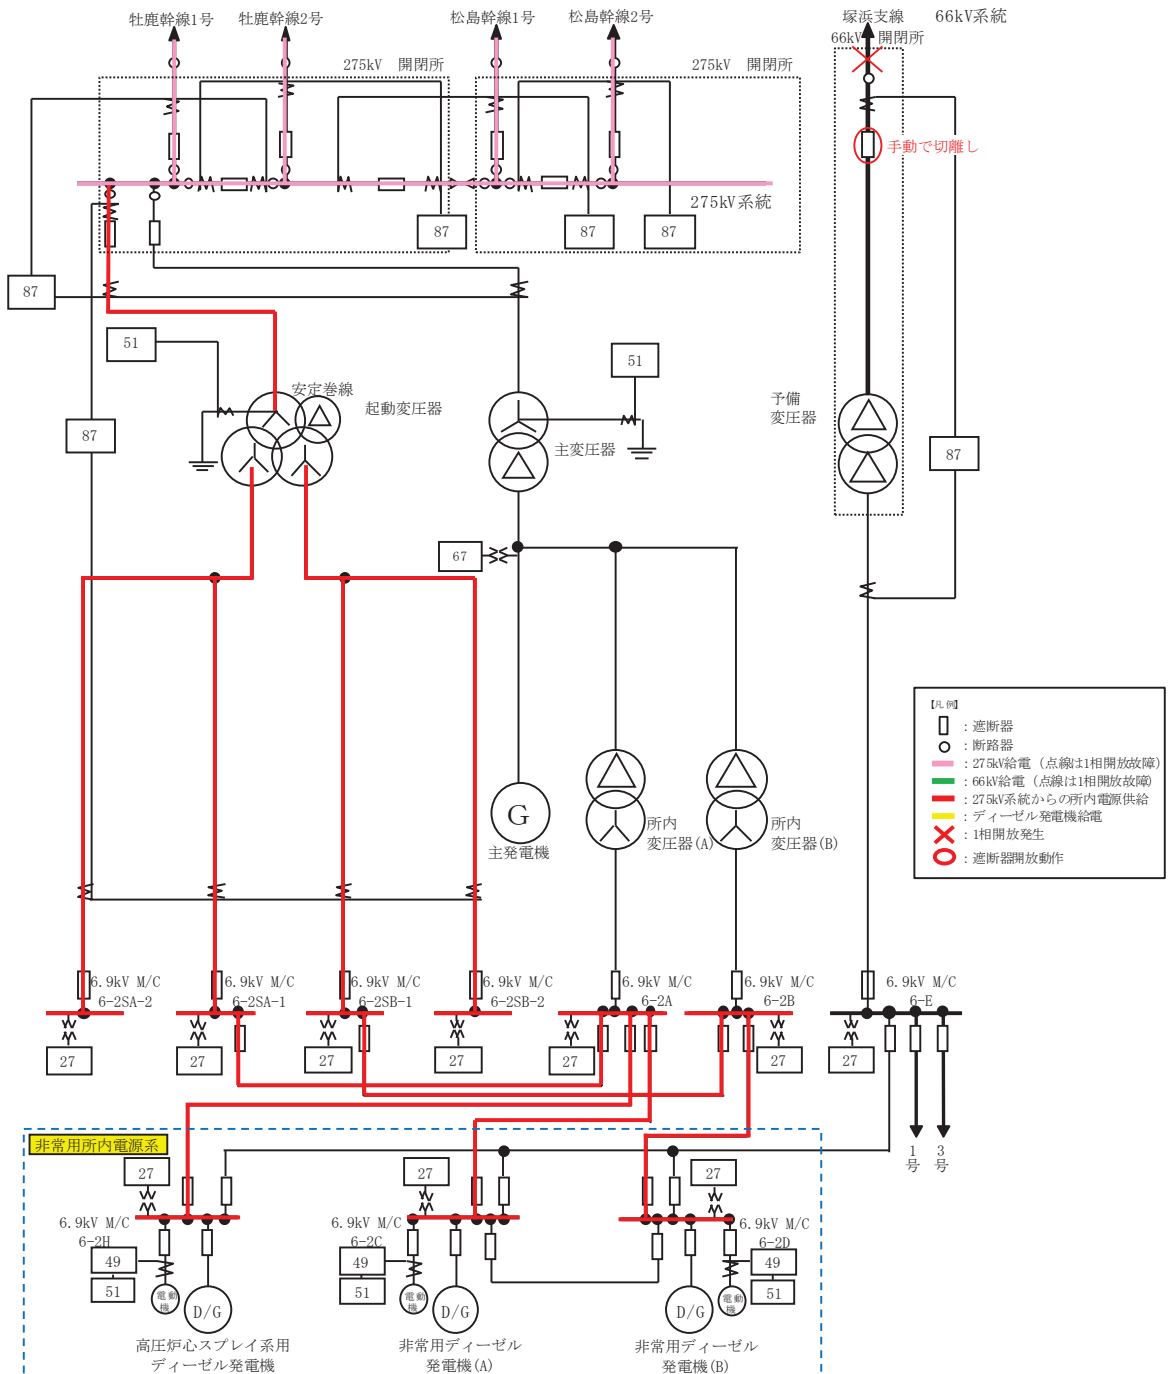 牡鹿幹線1号
牡鹿幹線2号
松島幹線1号
松島幹線2号
塚浜支線
66kV系統
66kV 開閉所
275kV 開閉所
275kV 開閉所
手動で切離し
275kV系統
87
87
87
87
51
51
安定巻線
起動変圧器
予備
変圧器
87
主変圧器
87
67
【凡例】
：遮断器
：断路器
：275kV給電（点線は1相開放故障）
：66kV給電（点線は1相開放故障）
：275kV系統からの所内電源供給
：ディーゼル発電機給電
：1相開放発生
：遮断器開放動作
G
主発電機
所内
変圧器(A)
所内
変圧器(B)
6.9kV M/C
6-2SA-2
6.9kV M/C
6-2SA-1
6.9kV M/C
6-2SB-1
6.9kV M/C
6-2SB-2
6.9kV M/C
6-2A
6.9kV M/C
6-2B
6.9kV M/C
6-E
27
27
27
27
27
27
27
1
号
3
号
非常用所内電源系
27
27
27
6.9kV M/C
6-2H
6.9kV M/C
6-2C
6.9kV M/C
6-2D
49
51
49
51
49
51
電動
機
D/G
電動
機
D/G
D/G
電動
機
高圧炉心スプレイ系用
ディーゼル発電機
非常用ディーゼル
発電機(A)
非常用ディーゼル
発電機(B)